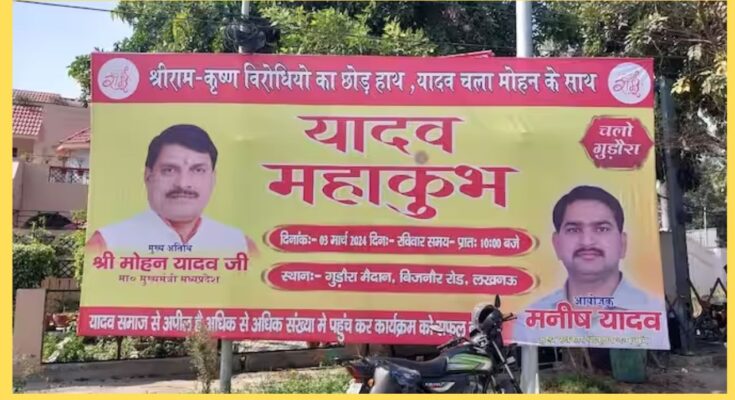 श्रीराम-कृष्ण विरोधियो का छोड़ हाथ ,यादव चला मोहन के साथ
यादव
महाकुभ
चलो
गुड़ौरा
दिनांक:- 03 मार्च 2024 दिन:- रविवार समय- प्रात: 10:00 बजे
स्थान:- गुड़ौरा मैदान, बिजनौर रोड, लखनऊ
मुख्य अतिथि
श्री मोहन यादव जी
मा० मुख्यमंत्री मध्यप्रदेश
आयोजक
मनीष यादव
यादव समाज से अपील है अधिक से अधिक संख्या मे पहुंच कर कार्यक्रम को सफल